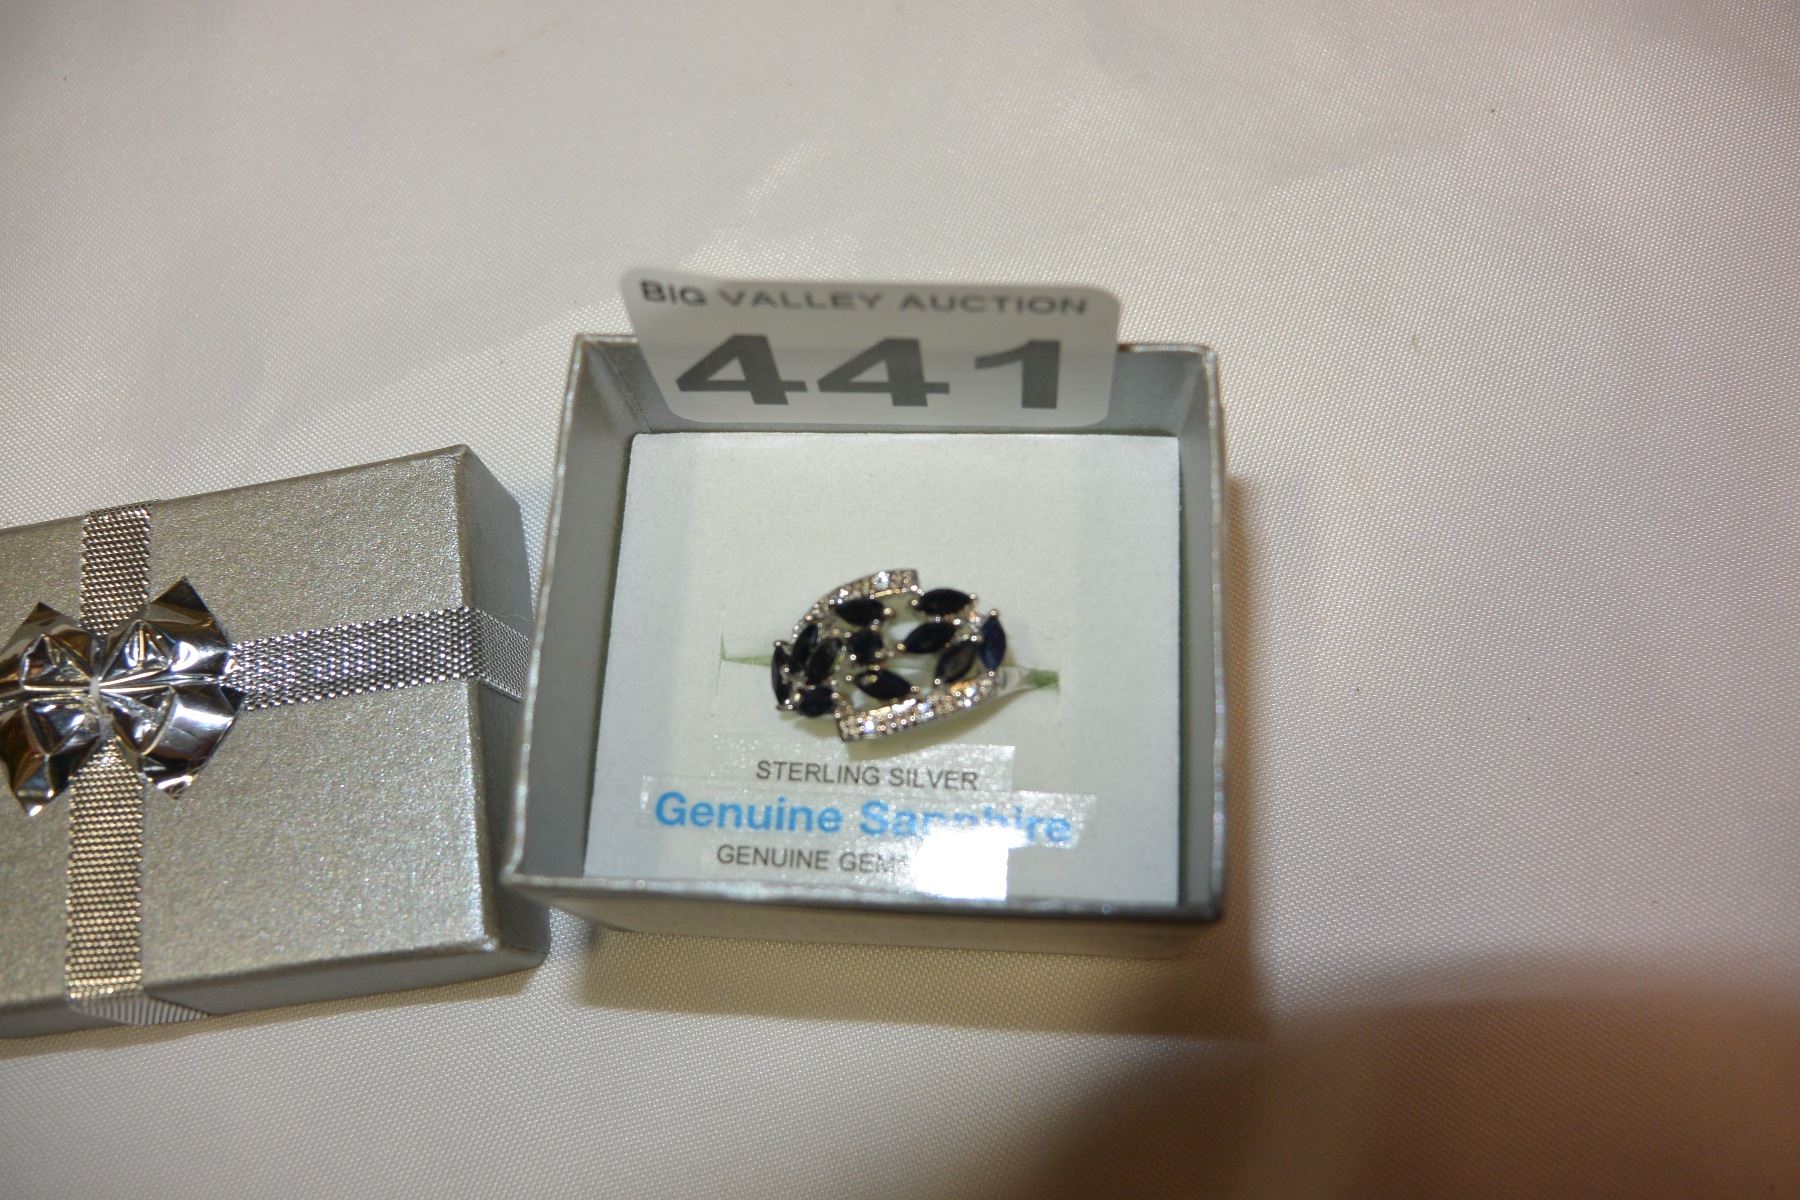 BIG VALLEY AUCTION
441
STERLING SILVER
Genuine Sapphire
GENUINE